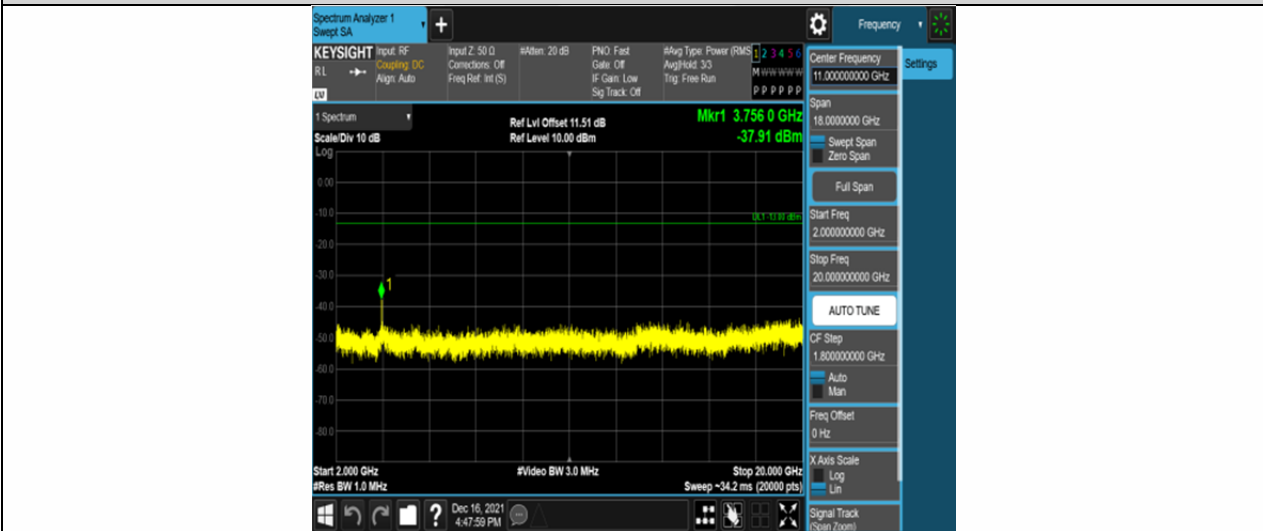 Spectrum Analyzer 1
Swept SA
+
Frequency
KEYSIGHT
RL
LV
Input: RF
Coupling: DC
Align: Auto
Input Z: 50 Ω
Corrections: Off
Freq Ref: Int (S)
#Atten: 20 dB
PNO: Fast
Gate: Off
IF Gain: Low
Sig Track: Off
#Avg Type: Power (RMS
Avg|Hold: 3/3
Trig: Free Run
1 2 3 4 5 6
M W W W W W
P P P P P P
1 Spectrum
Scale/Div 10 dB
Log
Ref Lvl Offset 11.51 dB
Ref Level 10.00 dBm
Mkr1 3.756 0 GHz
-37.91 dBm
0.00
-10.0
DL1 -13.00 dBm
-20.0
-30.0
1
-40.0
-50.0
-60.0
-70.0
-80.0
Start 2.000 GHz
#Res BW 1.0 MHz
#Video BW 3.0 MHz
Stop 20.000 GHz
Sweep ~34.2 ms (20000 pts)
Dec 16, 2021
4:47:59 PM
?
Center Frequency
11.000000000 GHz
Settings
Span
18.0000000 GHz
Swept Span
Zero Span
Full Span
Start Freq
2.000000000 GHz
Stop Freq
20.000000000 GHz
AUTO TUNE
CF Step
1.800000000 GHz
Auto
Man
Freq Offset
0 Hz
X Axis Scale
Log
Lin
Signal Track
(Span Zoom)